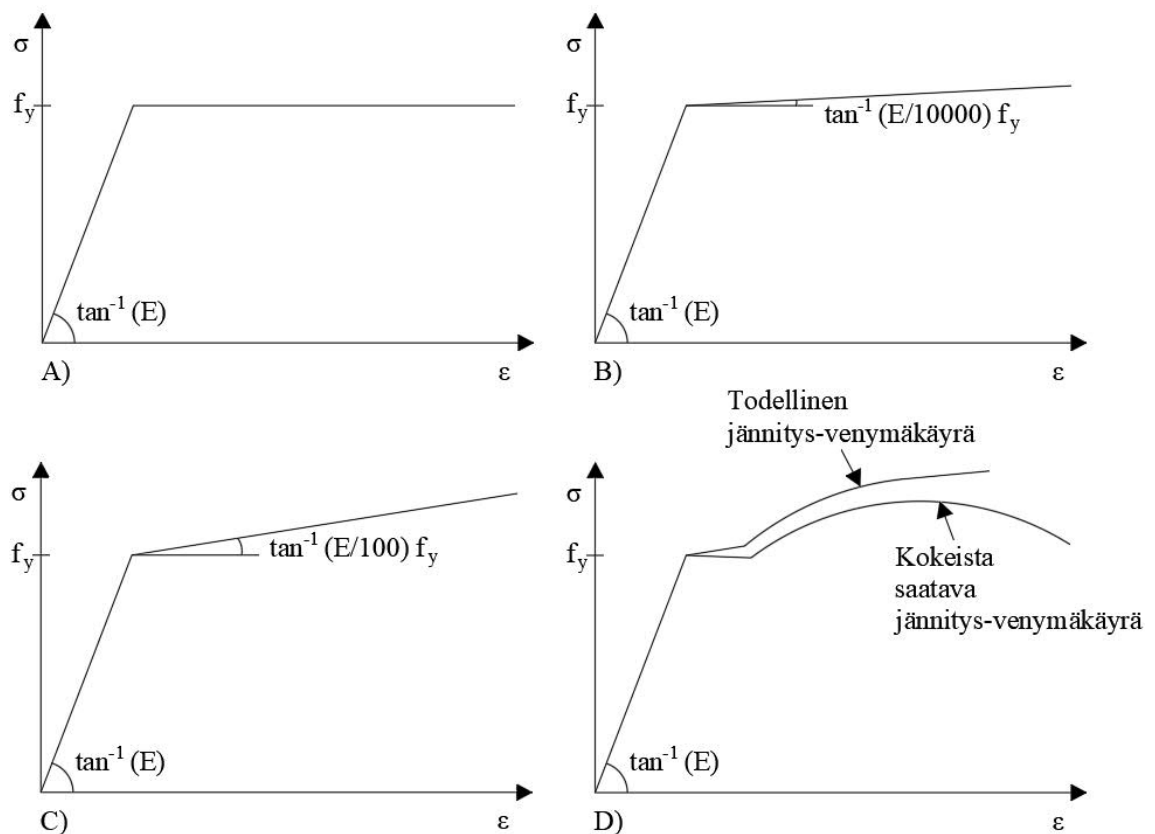 σ
f_y
tan⁻¹ (E)
A)
ε
σ
f_y
tan⁻¹ (E/10000) f_y
tan⁻¹ (E)
B)
ε
σ
f_y
tan⁻¹ (E/100) f_y
tan⁻¹ (E)
C)
ε
Todellinen
jännitys-venymäkäyrä
σ
f_y
Kokeista
saatava
jännitys-venymäkäyrä
tan⁻¹ (E)
D)
ε